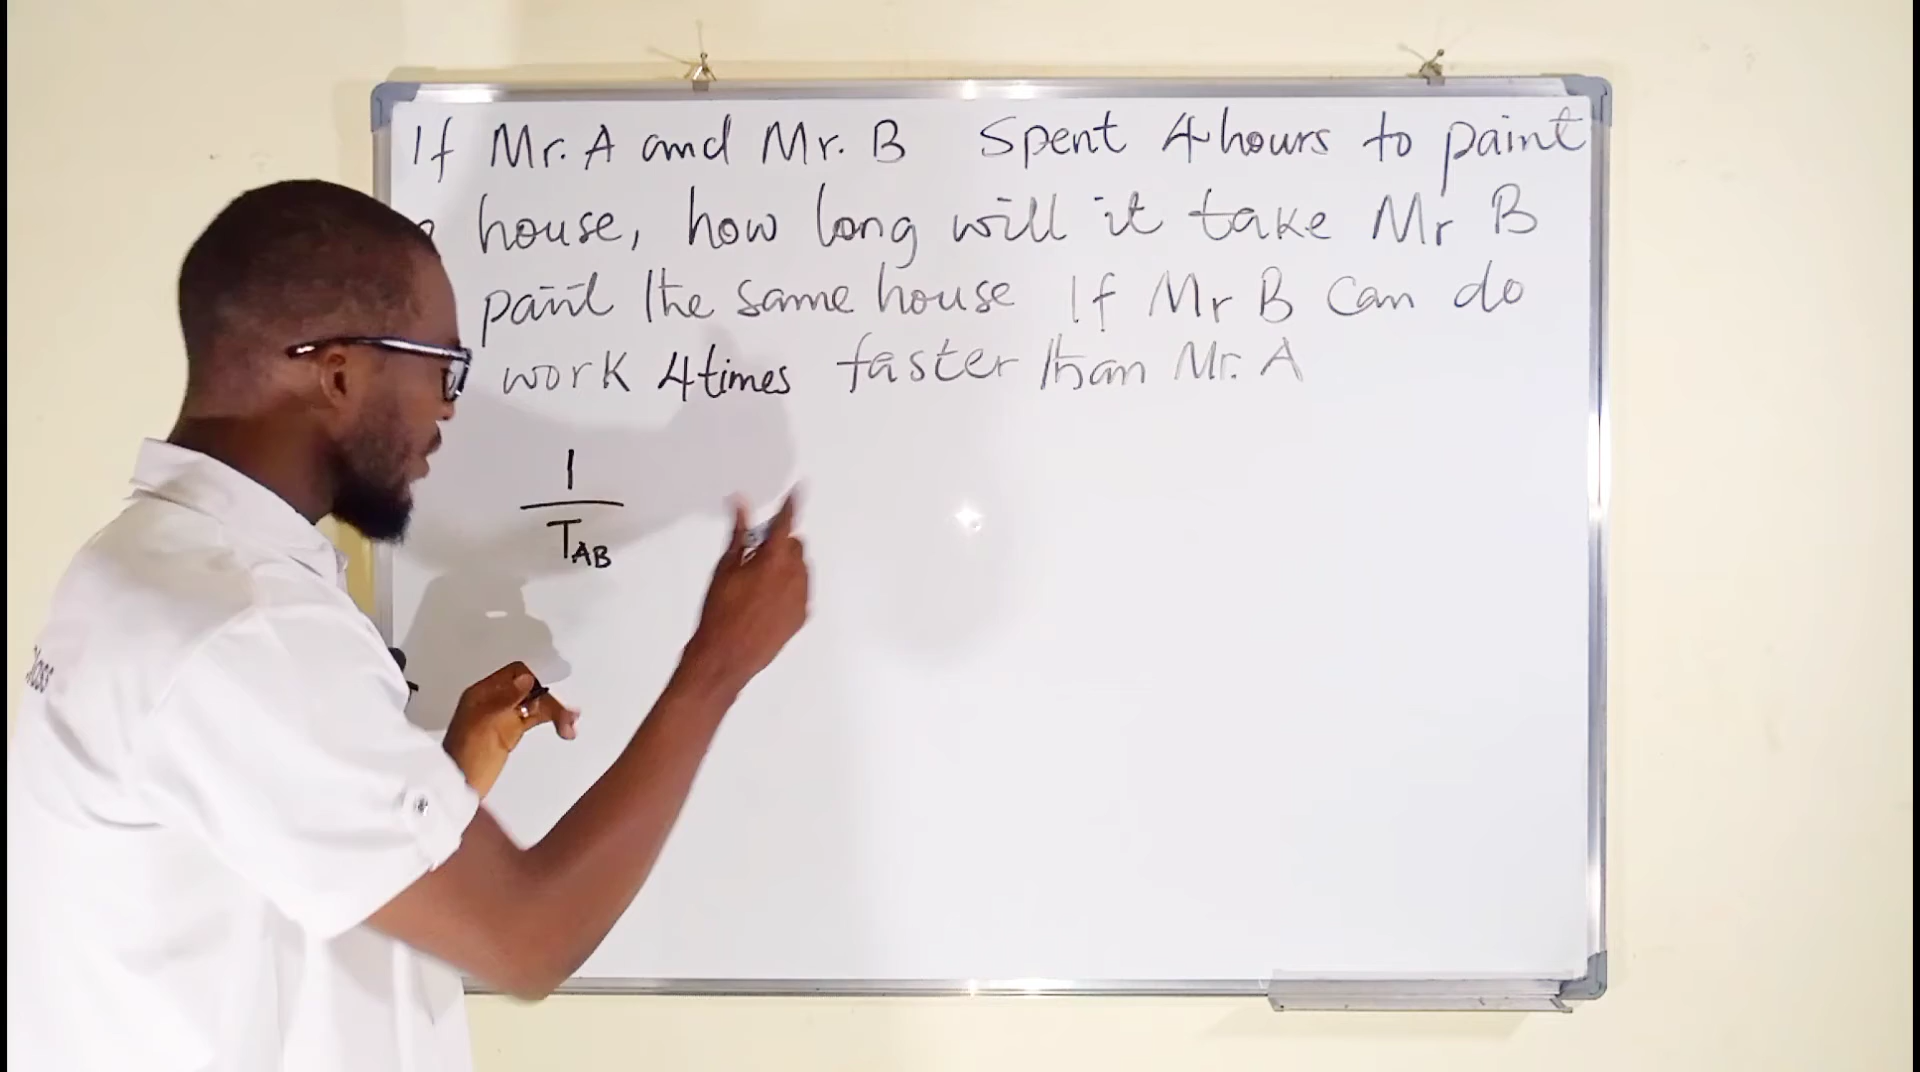 If Mr. A and Mr. B Spent 4 hours to paint
house, how long will it take Mr B
paint the same house If Mr B can do
work 4 times faster than Mr. A
1
T_AB